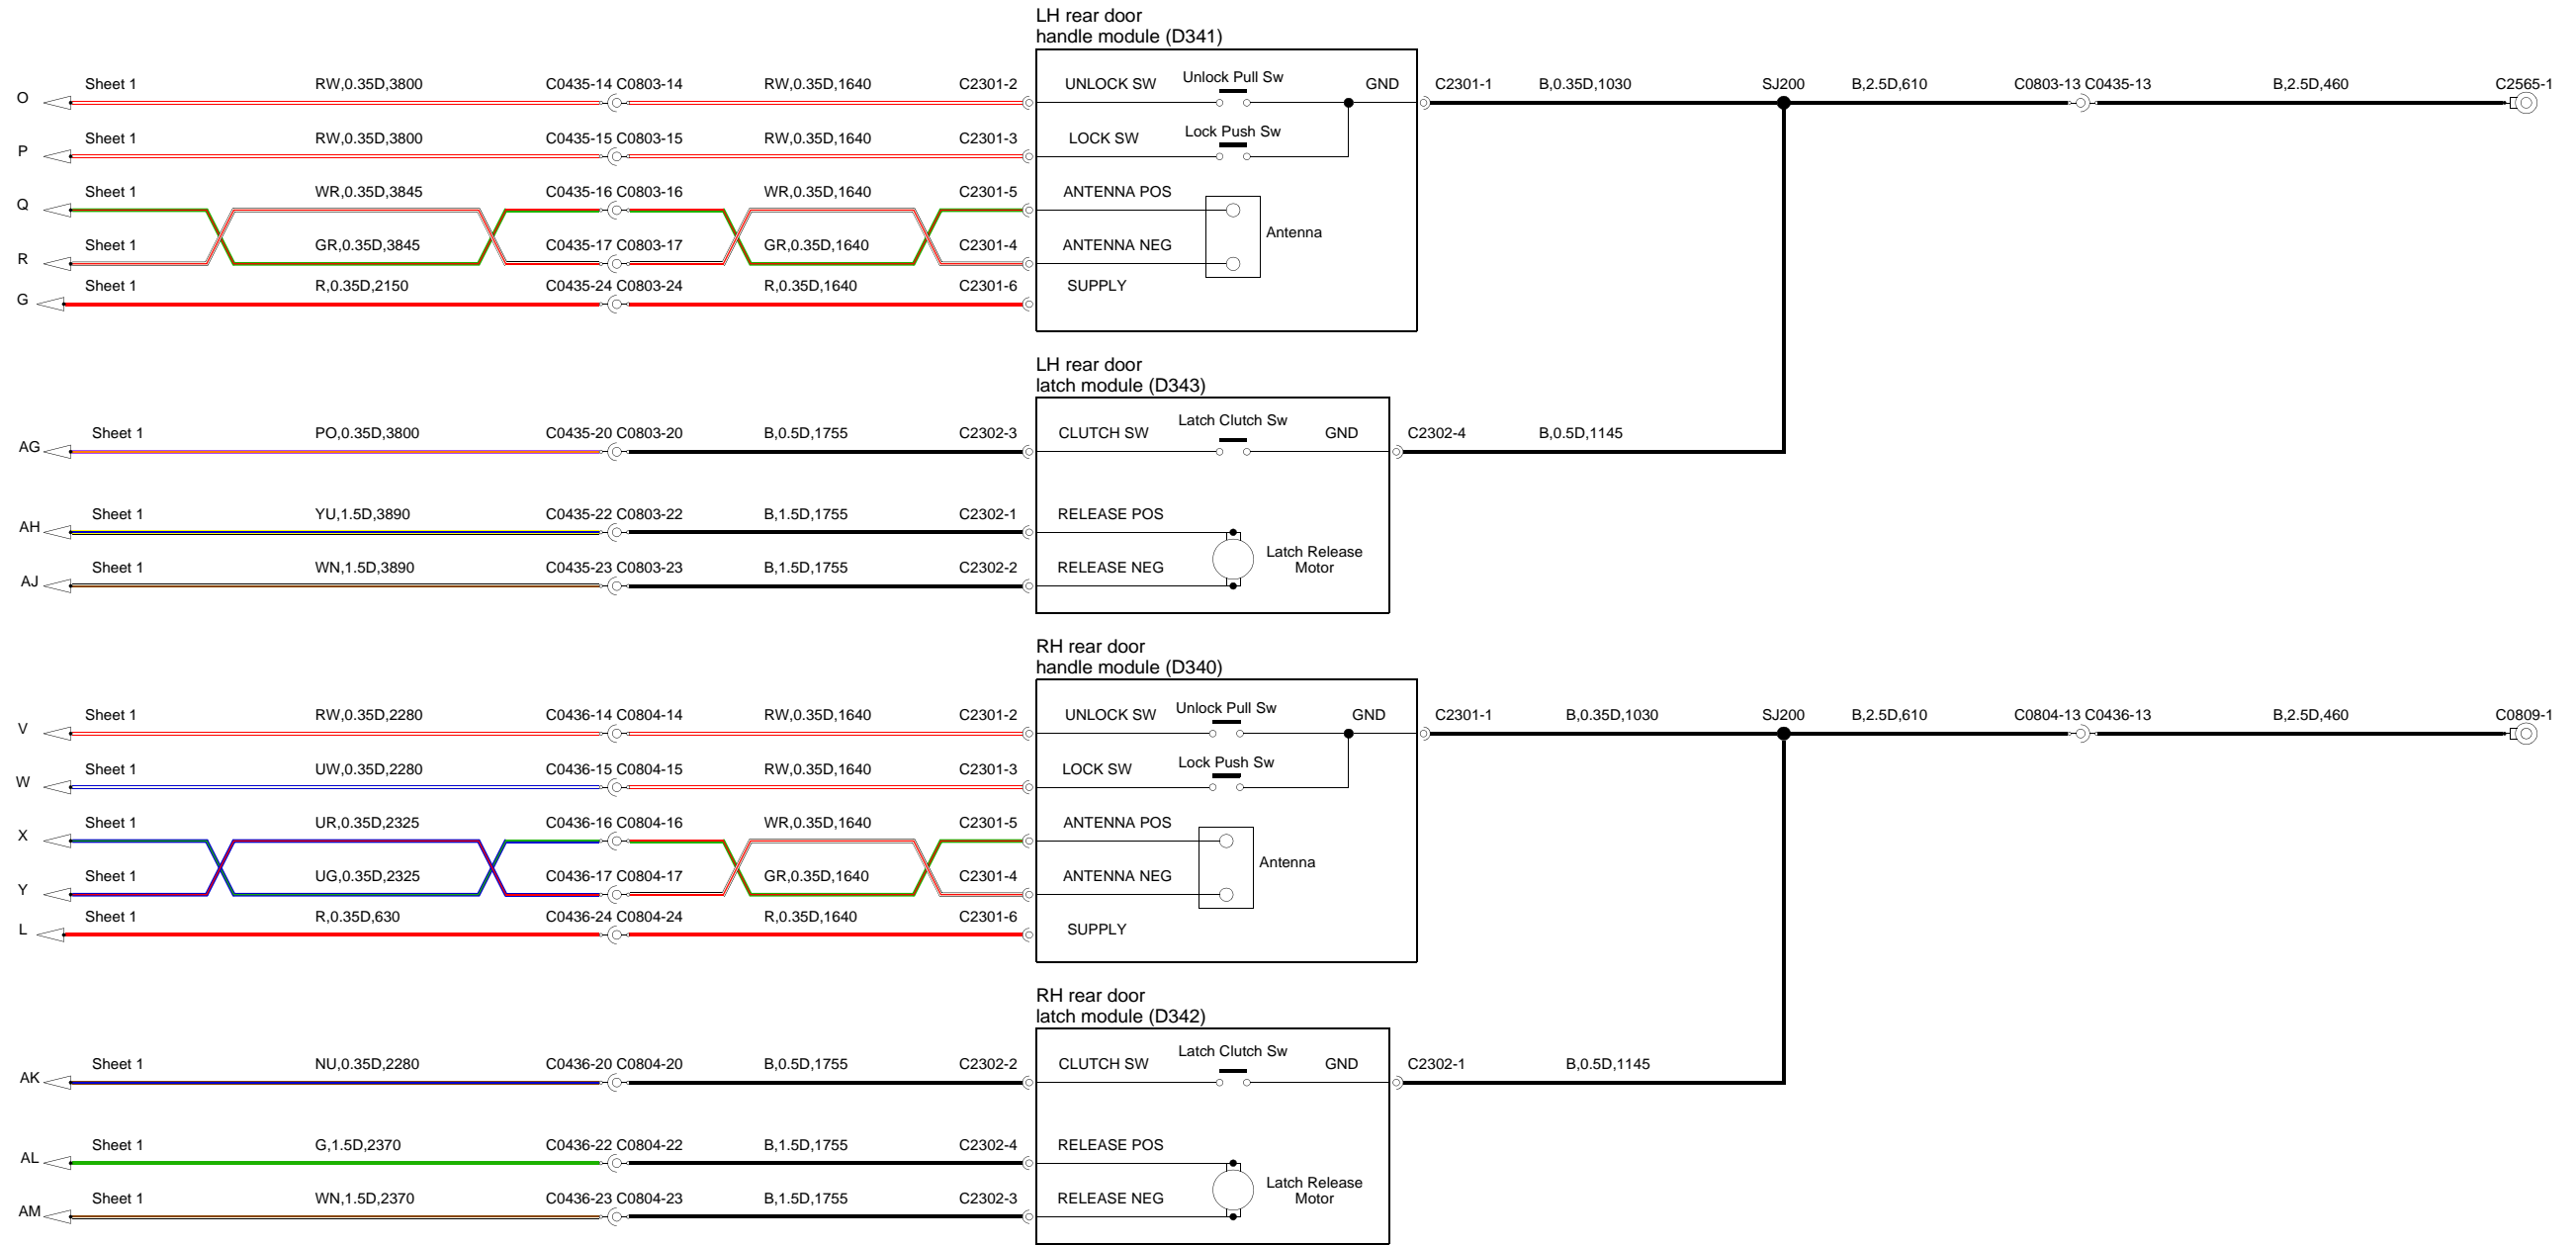 LH rear door
handle module (D341)
O Sheet 1 RW,0.35D,3800 C0435-14 C0803-14 RW,0.35D,1640 C2301-2 UNLOCK SW Unlock Pull Sw GND C2301-1 B,0.35D,1030 SJ200 B,2.5D,610 C0803-13 C0435-13 B,2.5D,460 C2565-1
P Sheet 1 RW,0.35D,3800 C0435-15 C0803-15 RW,0.35D,1640 C2301-3 LOCK SW Lock Push Sw
Q Sheet 1 WR,0.35D,3845 C0435-16 C0803-16 WR,0.35D,1640 C2301-5 ANTENNA POS
Antenna
R Sheet 1 GR,0.35D,3845 C0435-17 C0803-17 GR,0.35D,1640 C2301-4 ANTENNA NEG
G Sheet 1 R,0.35D,2150 C0435-24 C0803-24 R,0.35D,1640 C2301-6 SUPPLY
LH rear door
latch module (D343)
AG Sheet 1 PO,0.35D,3800 C0435-20 C0803-20 B,0.5D,1755 C2302-3 CLUTCH SW Latch Clutch Sw GND C2302-4 B,0.5D,1145
AH Sheet 1 YU,1.5D,3890 C0435-22 C0803-22 B,1.5D,1755 C2302-1 RELEASE POS
Latch Release
Motor
AJ Sheet 1 WN,1.5D,3890 C0435-23 C0803-23 B,1.5D,1755 C2302-2 RELEASE NEG
RH rear door
handle module (D340)
V Sheet 1 RW,0.35D,2280 C0436-14 C0804-14 RW,0.35D,1640 C2301-2 UNLOCK SW Unlock Pull Sw GND C2301-1 B,0.35D,1030 SJ200 B,2.5D,610 C0804-13 C0436-13 B,2.5D,460 C0809-1
W Sheet 1 UW,0.35D,2280 C0436-15 C0804-15 RW,0.35D,1640 C2301-3 LOCK SW Lock Push Sw
X Sheet 1 UR,0.35D,2325 C0436-16 C0804-16 WR,0.35D,1640 C2301-5 ANTENNA POS
Antenna
Y Sheet 1 UG,0.35D,2325 C0436-17 C0804-17 GR,0.35D,1640 C2301-4 ANTENNA NEG
L Sheet 1 R,0.35D,630 C0436-24 C0804-24 R,0.35D,1640 C2301-6 SUPPLY
RH rear door
latch module (D342)
AK Sheet 1 NU,0.35D,2280 C0436-20 C0804-20 B,0.5D,1755 C2302-2 CLUTCH SW Latch Clutch Sw GND C2302-1 B,0.5D,1145
AL Sheet 1 G,1.5D,2370 C0436-22 C0804-22 B,1.5D,1755 C2302-4 RELEASE POS
Latch Release
Motor
AM Sheet 1 WN,1.5D,2370 C0436-23 C0804-23 B,1.5D,1755 C2302-3 RELEASE NEG